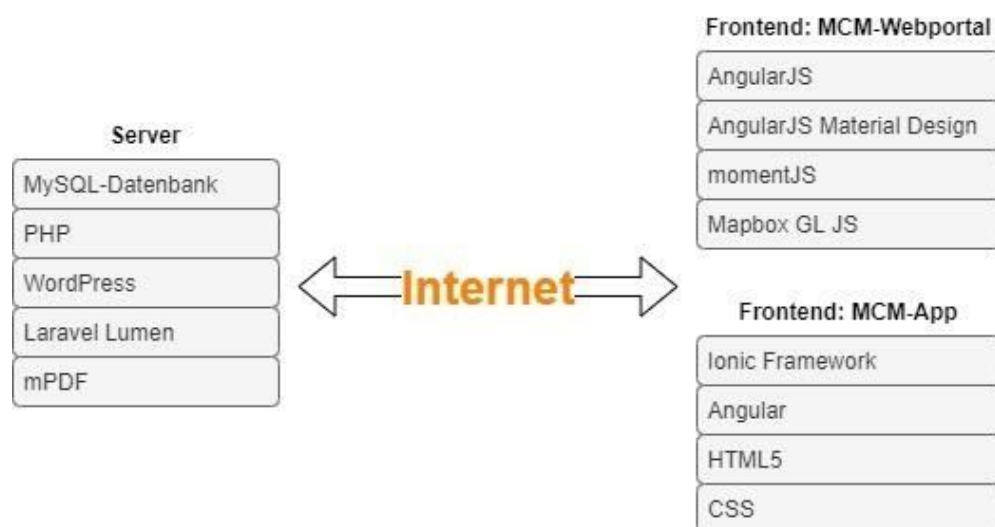 Server
MySQL-Datenbank
PHP
WordPress
Laravel Lumen
mPDF
Internet
Frontend: MCM-Webportal
AngularJS
AngularJS Material Design
momentJS
Mapbox GL JS
Frontend: MCM-App
Ionic Framework
Angular
HTML5
CSS